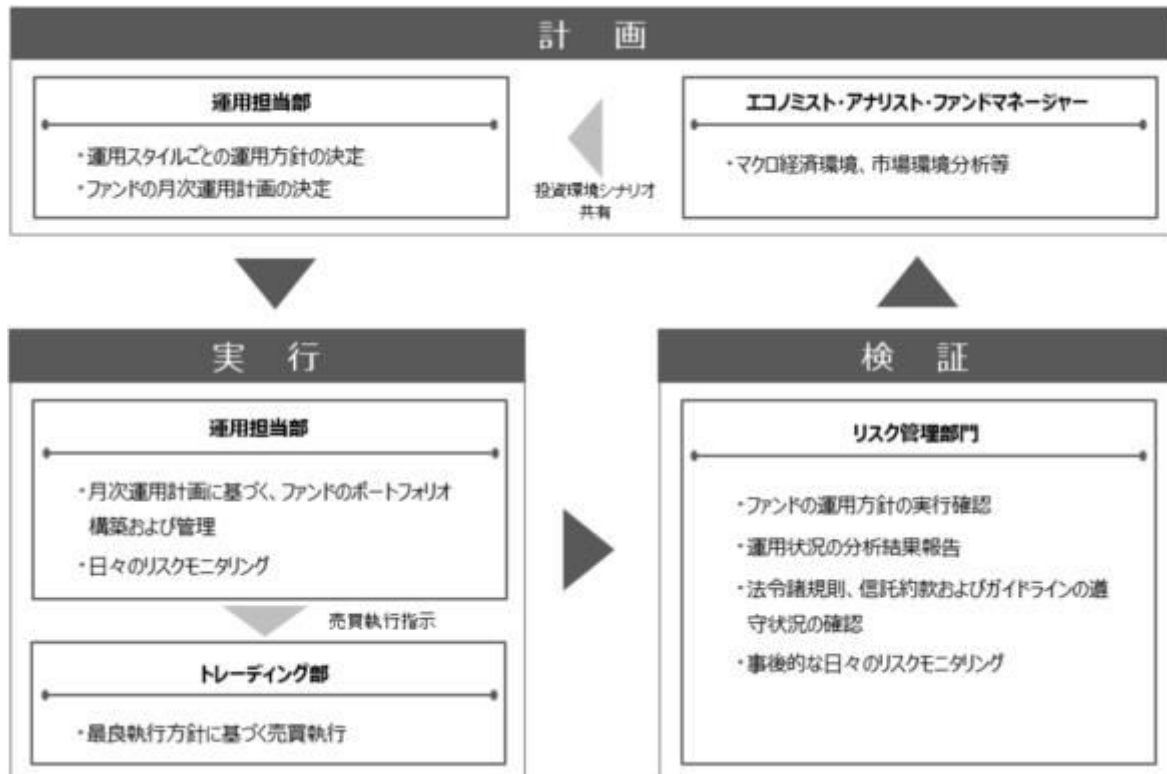 計 画
運用担当部
・運用スタイルごとの運用方針の決定
・ファンドの月次運用計画の決定
投資環境シナリオ
共有
エコノミスト・アナリスト・ファンドマネージャー
・マクロ経済環境、市場環境分析等
実 行
運用担当部
・月次運用計画に基づく、ファンドのポートフォリオ
構築および管理
・日々のリスクモニタリング
売買執行指示
トレーディング部
・最良執行方針に基づく売買執行
検 証
リスク管理部門
・ファンドの運用方針の実行確認
・運用状況の分析結果報告
・法令諸規則、信託約款およびガイドラインの遵
守状況の確認
・事後的な日々のリスクモニタリング